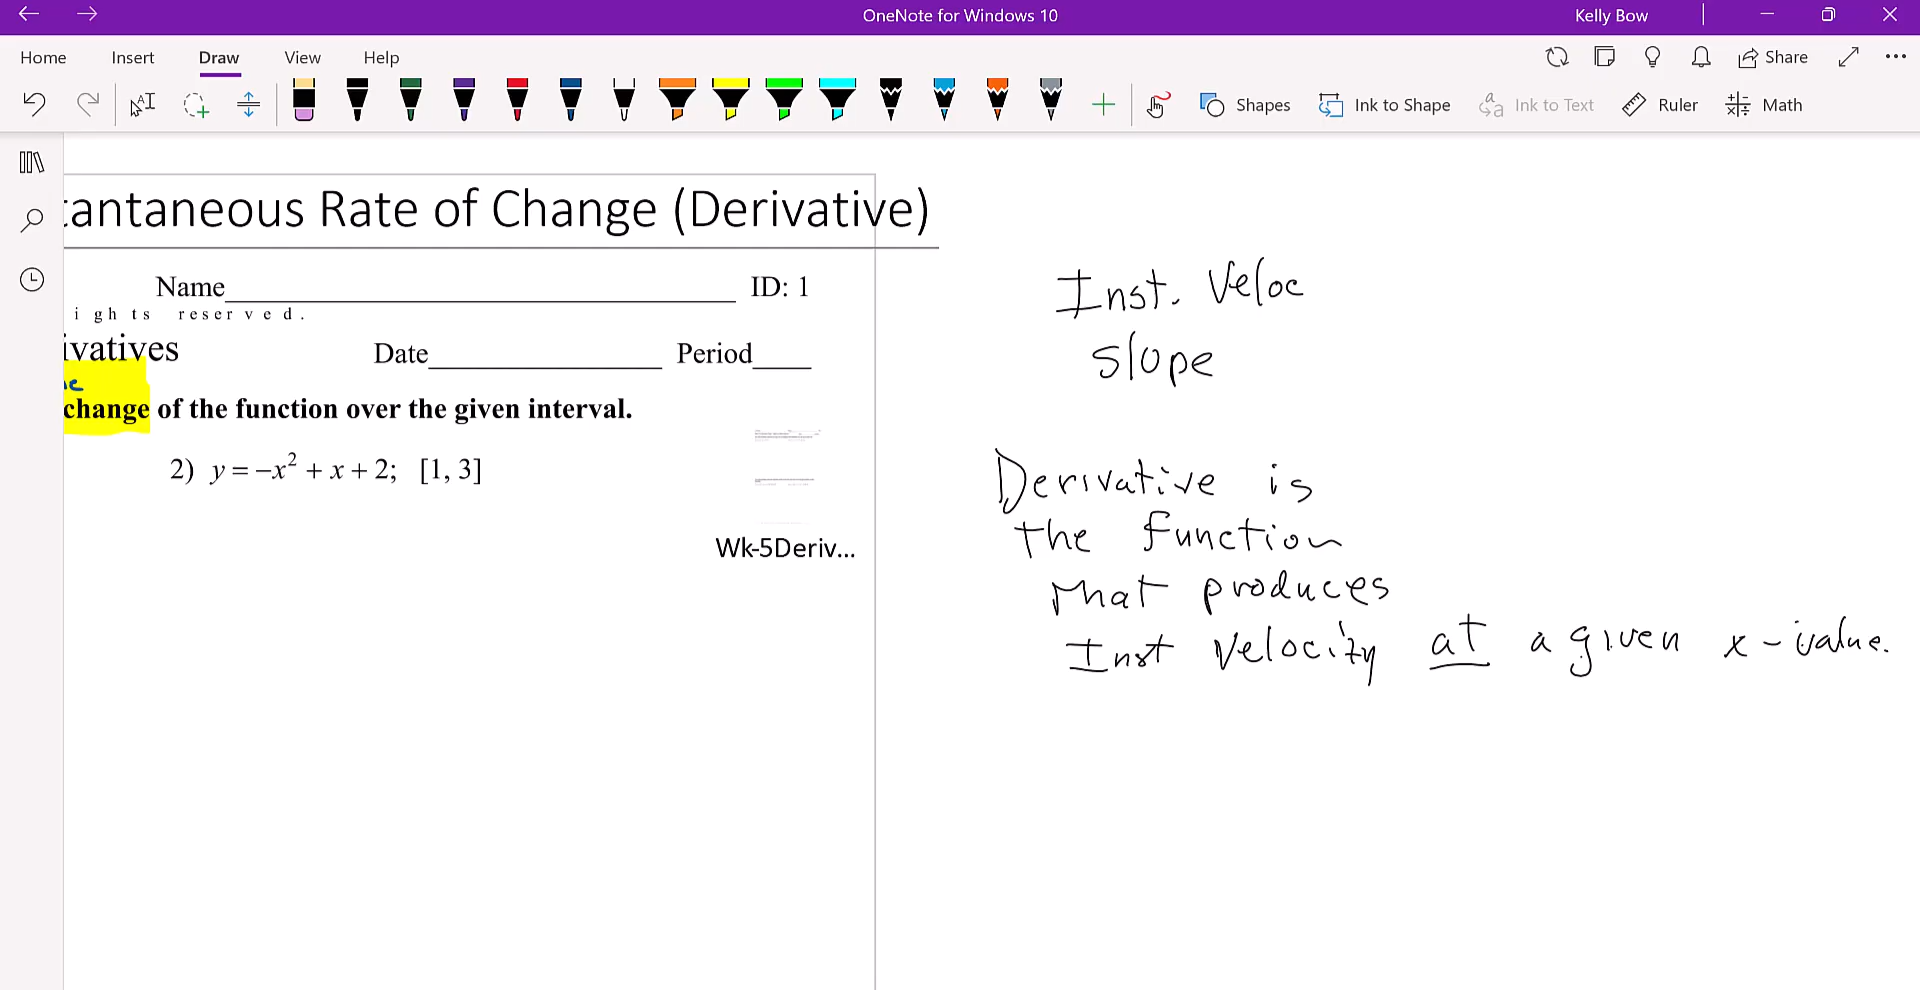 OneNote for Windows 10
Kelly Bow
Home Insert Draw View Help
Share
Shapes Ink to Shape Ink to Text Ruler Math
tantaneous Rate of Change (Derivative)
Name ID: 1
ights reserved.
ivatives Date Period
change of the function over the given interval.
2) y = −x² + x + 2; [1, 3]
Wk-5Deriv...
Inst. Veloc
slope
Derivative is
the function
that produces
Inst Velocity at a given x-value.